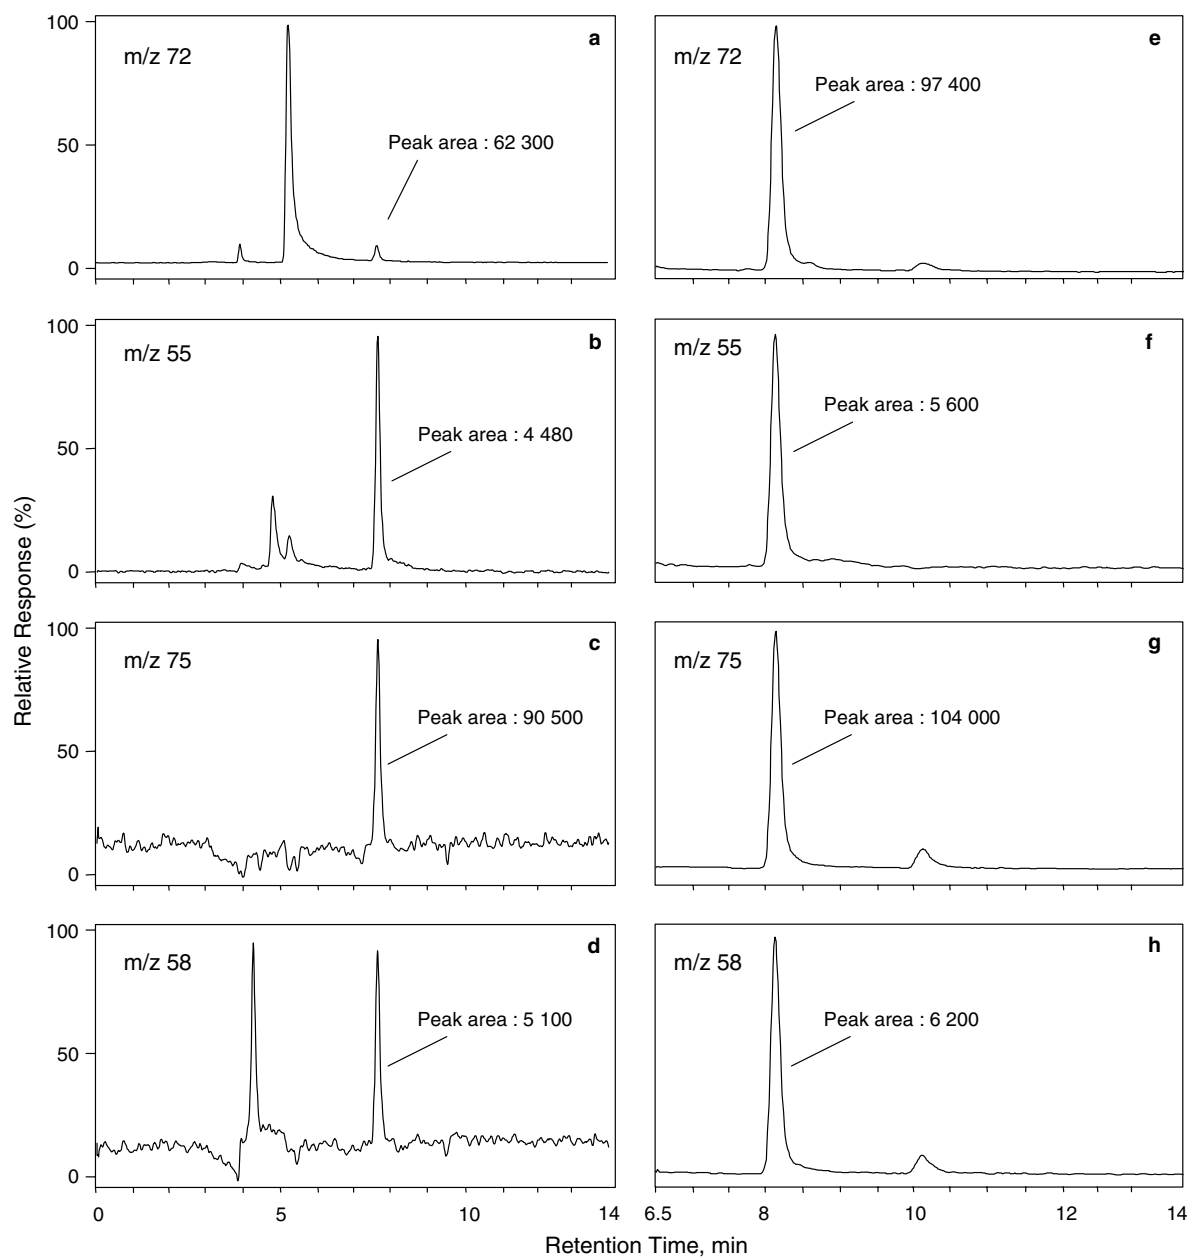 100
50
0
m/z 72
a
Peak area : 62 300
m/z 72
e
Peak area : 97 400
100
50
0
m/z 55
b
Peak area : 4 480
m/z 55
f
Peak area : 5 600
100
50
0
m/z 75
c
Peak area : 90 500
m/z 75
g
Peak area : 104 000
100
50
0
m/z 58
d
Peak area : 5 100
m/z 58
h
Peak area : 6 200
Relative Response (%)
0 5 10 14
6.5 8 10 12 14
Retention Time, min